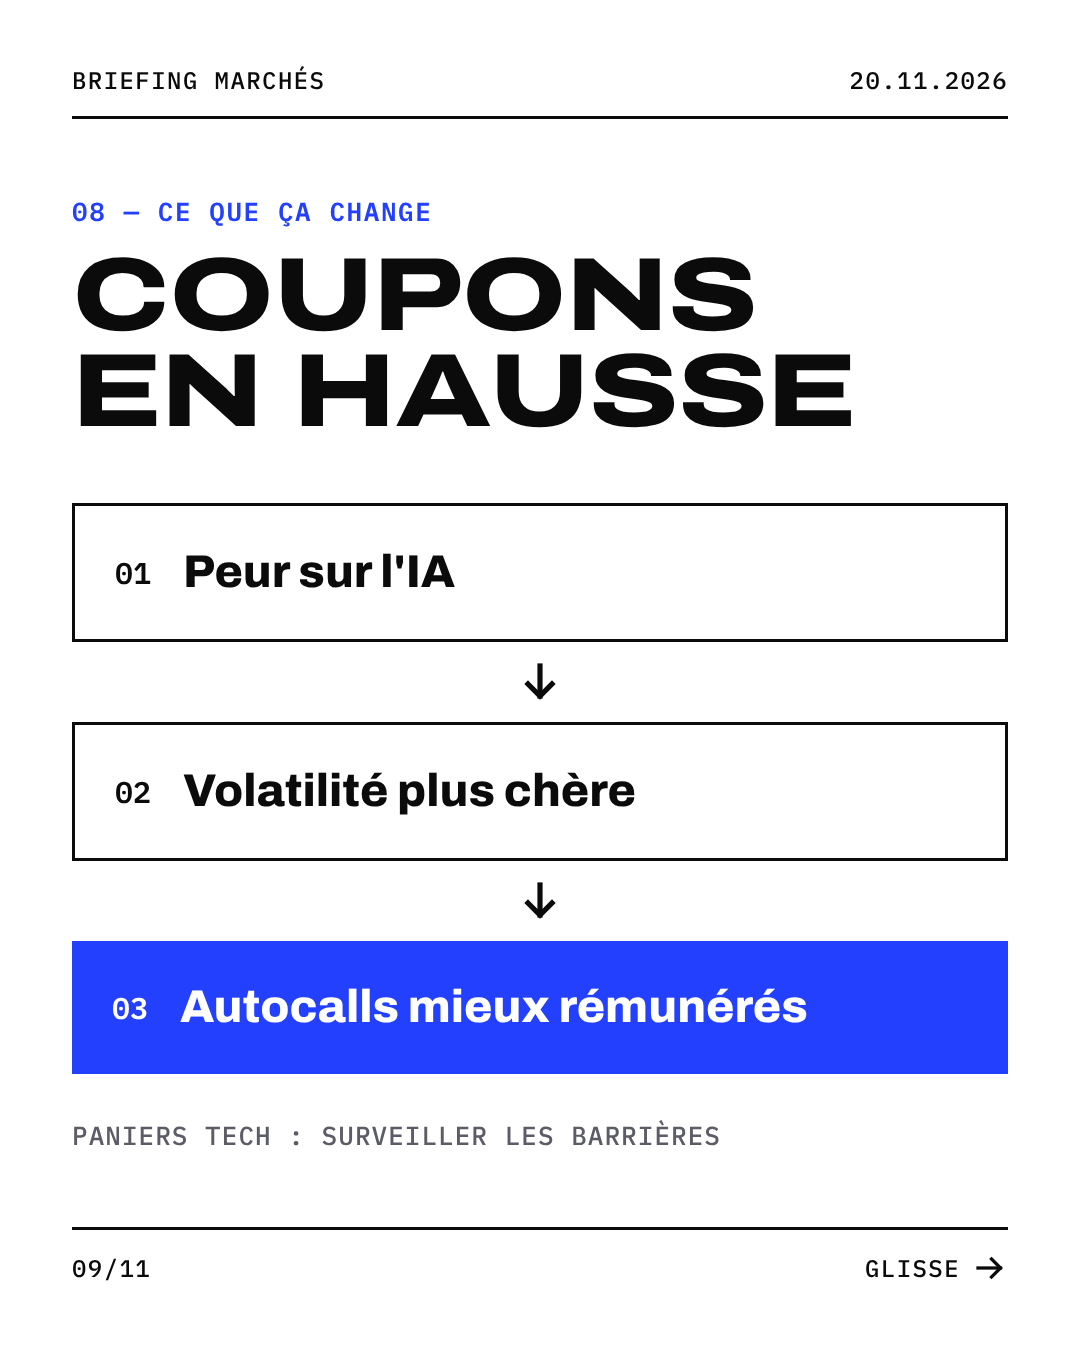 BRIEFING MARCHÉS 20.11.2026
08 — CE QUE ÇA CHANGE
COUPONS
EN HAUSSE
01 Peur sur l'IA
↓
02 Volatilité plus chère
↓
03 Autocalls mieux rémunérés
PANIERS TECH : SURVEILLER LES BARRIÈRES
09/11 GLISSE →